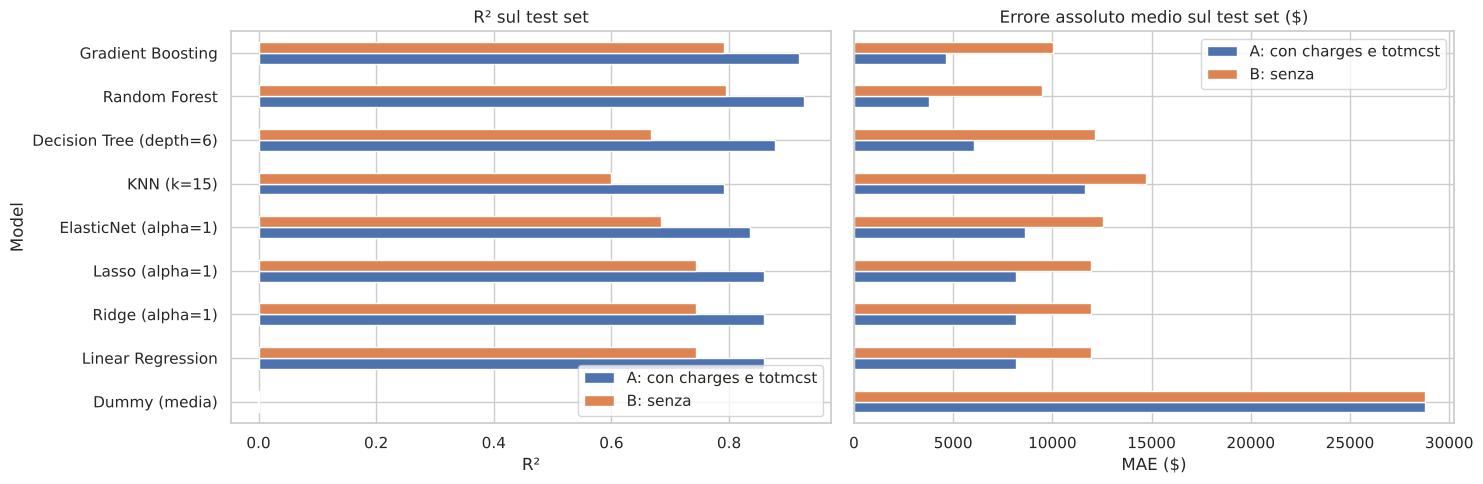 R² sul test set
Model
Gradient Boosting
Random Forest
Decision Tree (depth=6)
KNN (k=15)
ElasticNet (alpha=1)
Lasso (alpha=1)
Ridge (alpha=1)
Linear Regression
Dummy (media)
A: con charges e totmcst
B: senza
0.0 0.2 0.4 0.6 0.8
R²
Errore assoluto medio sul test set ($)
A: con charges e totmcst
B: senza
0 5000 10000 15000 20000 25000 30000
MAE ($)